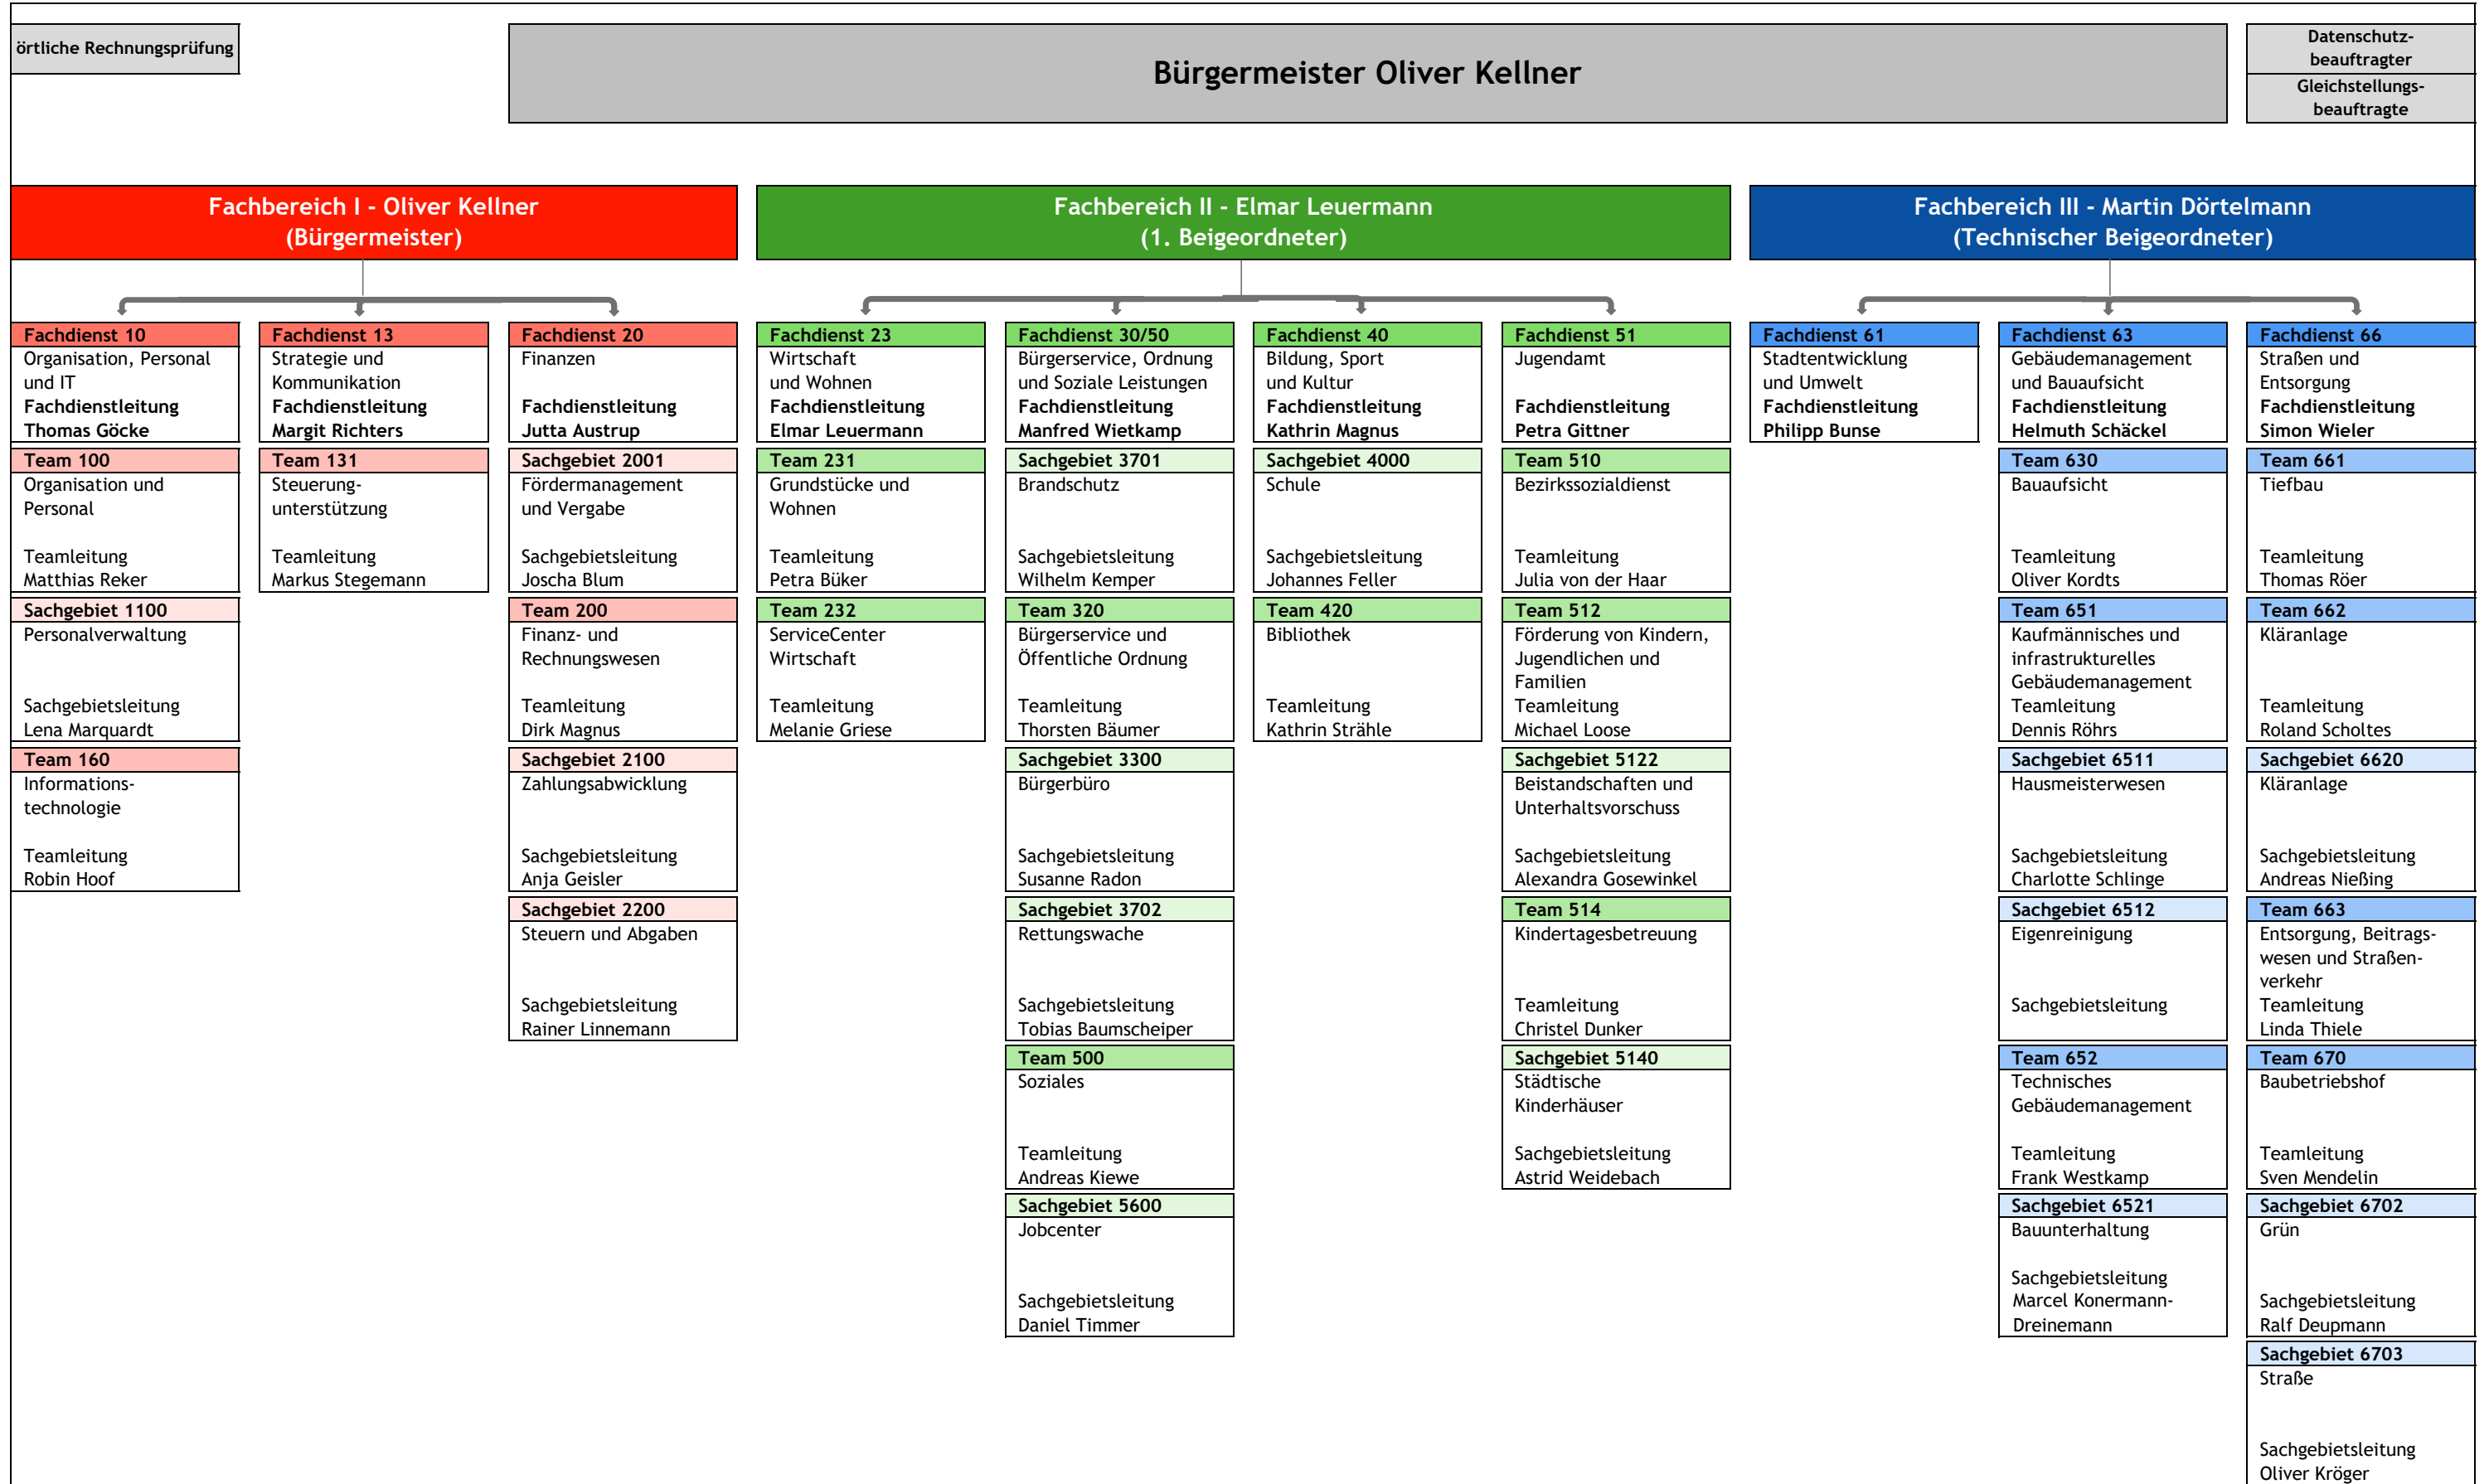 örtliche Rechnungsprüfung
Bürgermeister Oliver Kellner
Datenschutz-
beauftragter
Gleichstellungs-
beauftragte
Fachbereich I - Oliver Kellner
(Bürgermeister)
Fachbereich II - Elmar Leuermann
(1. Beigeordneter)
Fachbereich III - Martin Dörtelmann
(Technischer Beigeordneter)
Fachdienst 10
Organisation, Personal
und IT
Fachdienstleitung
Thomas Göcke
Team 100
Organisation und
Personal
Teamleitung
Matthias Reker
Sachgebiet 1100
Personalverwaltung
Sachgebietsleitung
Lena Marquardt
Team 160
Informations-
technologie
Teamleitung
Robin Hoof
Fachdienst 13
Strategie und
Kommunikation
Fachdienstleitung
Margit Richters
Team 131
Steuerung-
unterstützung
Teamleitung
Markus Stegemann
Fachdienst 20
Finanzen
Fachdienstleitung
Jutta Austrup
Sachgebiet 2001
Fördermanagement
und Vergabe
Sachgebietsleitung
Joscha Blum
Team 200
Finanz- und
Rechnungswesen
Teamleitung
Dirk Magnus
Sachgebiet 2100
Zahlungsabwicklung
Sachgebietsleitung
Anja Geisler
Sachgebiet 2200
Steuern und Abgaben
Sachgebietsleitung
Rainer Linnemann
Fachdienst 23
Wirtschaft
und Wohnen
Fachdienstleitung
Elmar Leuermann
Team 231
Grundstücke und
Wohnen
Teamleitung
Petra Büker
Team 232
ServiceCenter
Wirtschaft
Teamleitung
Melanie Griese
Fachdienst 30/50
Bürgerservice, Ordnung
und Soziale Leistungen
Fachdienstleitung
Manfred Wietkamp
Sachgebiet 3701
Brandschutz
Sachgebietsleitung
Wilhelm Kemper
Team 320
Bürgerservice und
Öffentliche Ordnung
Teamleitung
Thorsten Bäumer
Sachgebiet 3300
Bürgerbüro
Sachgebietsleitung
Susanne Radon
Sachgebiet 3702
Rettungswache
Sachgebietsleitung
Tobias Baumscheiper
Team 500
Soziales
Teamleitung
Andreas Kiewe
Sachgebiet 5600
Jobcenter
Sachgebietsleitung
Daniel Timmer
Fachdienst 40
Bildung, Sport
und Kultur
Fachdienstleitung
Kathrin Magnus
Sachgebiet 4000
Schule
Sachgebietsleitung
Johannes Feller
Team 420
Bibliothek
Teamleitung
Kathrin Strähle
Fachdienst 51
Jugendamt
Fachdienstleitung
Petra Gittner
Team 510
Bezirkssozialdienst
Teamleitung
Julia von der Haar
Team 512
Förderung von Kindern,
Jugendlichen und
Familien
Teamleitung
Michael Loose
Sachgebiet 5122
Beistandschaften und
Unterhaltsvorschuss
Sachgebietsleitung
Alexandra Gosewinkel
Team 514
Kindertagesbetreuung
Teamleitung
Christel Dunker
Sachgebiet 5140
Städtische
Kinderhäuser
Sachgebietsleitung
Astrid Weidebach
Fachdienst 61
Stadtentwicklung
und Umwelt
Fachdienstleitung
Philipp Bunse
Fachdienst 63
Gebäudemanagement
und Bauaufsicht
Fachdienstleitung
Helmuth Schäckel
Team 630
Bauaufsicht
Teamleitung
Oliver Kordts
Team 651
Kaufmännisches und
infrastrukturelles
Gebäudemanagement
Teamleitung
Dennis Röhrs
Sachgebiet 6511
Hausmeisterwesen
Sachgebietsleitung
Charlotte Schlinge
Sachgebiet 6512
Eigenreinigung
Sachgebietsleitung
Team 652
Technisches
Gebäudemanagement
Teamleitung
Frank Westkamp
Sachgebiet 6521
Bauunterhaltung
Sachgebietsleitung
Marcel Konermann-
Dreinemann
Fachdienst 66
Straßen und
Entsorgung
Fachdienstleitung
Simon Wieler
Team 661
Tiefbau
Teamleitung
Thomas Röer
Team 662
Kläranlage
Teamleitung
Roland Scholtes
Sachgebiet 6620
Kläranlage
Sachgebietsleitung
Andreas Nießing
Team 663
Entsorgung, Beitrags-
wesen und Straßen-
verkehr
Teamleitung
Linda Thiele
Team 670
Baubetriebshof
Teamleitung
Sven Mendelin
Sachgebiet 6702
Grün
Sachgebietsleitung
Ralf Deupmann
Sachgebiet 6703
Straße
Sachgebietsleitung
Oliver Kröger